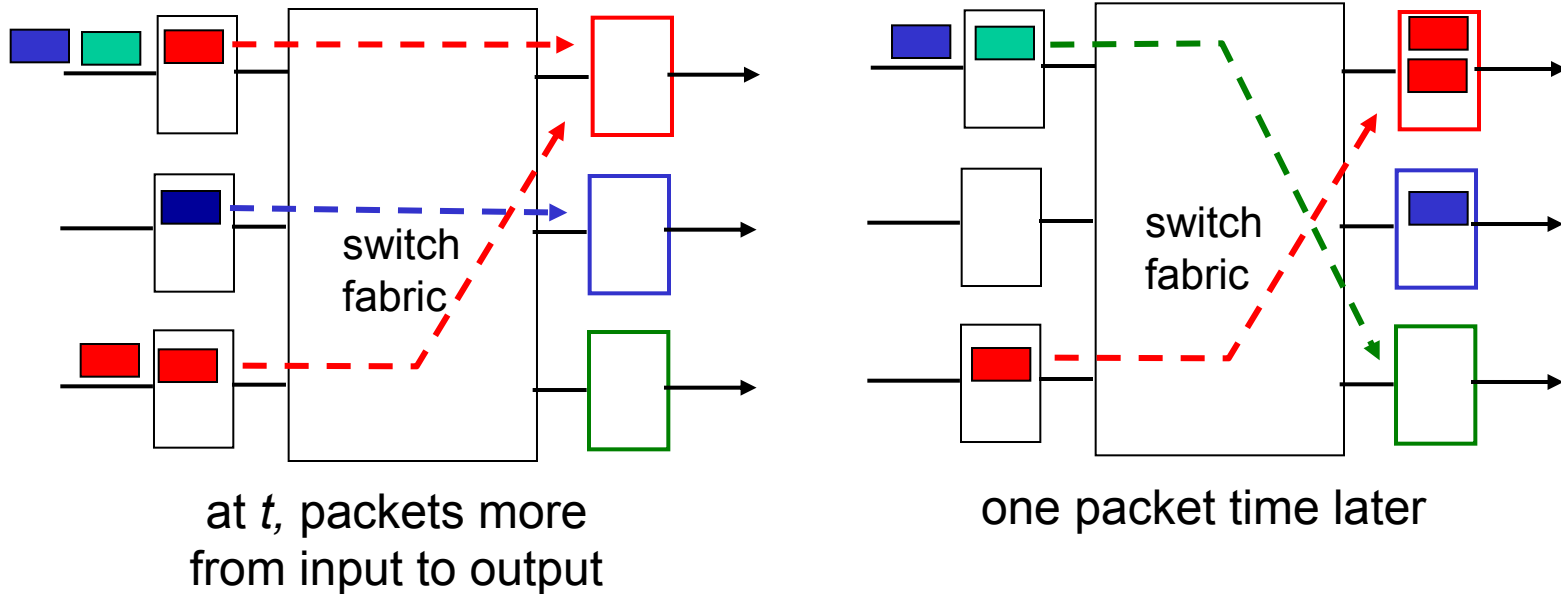 switch
fabric
at t, packets more
from input to output
switch
fabric
one packet time later